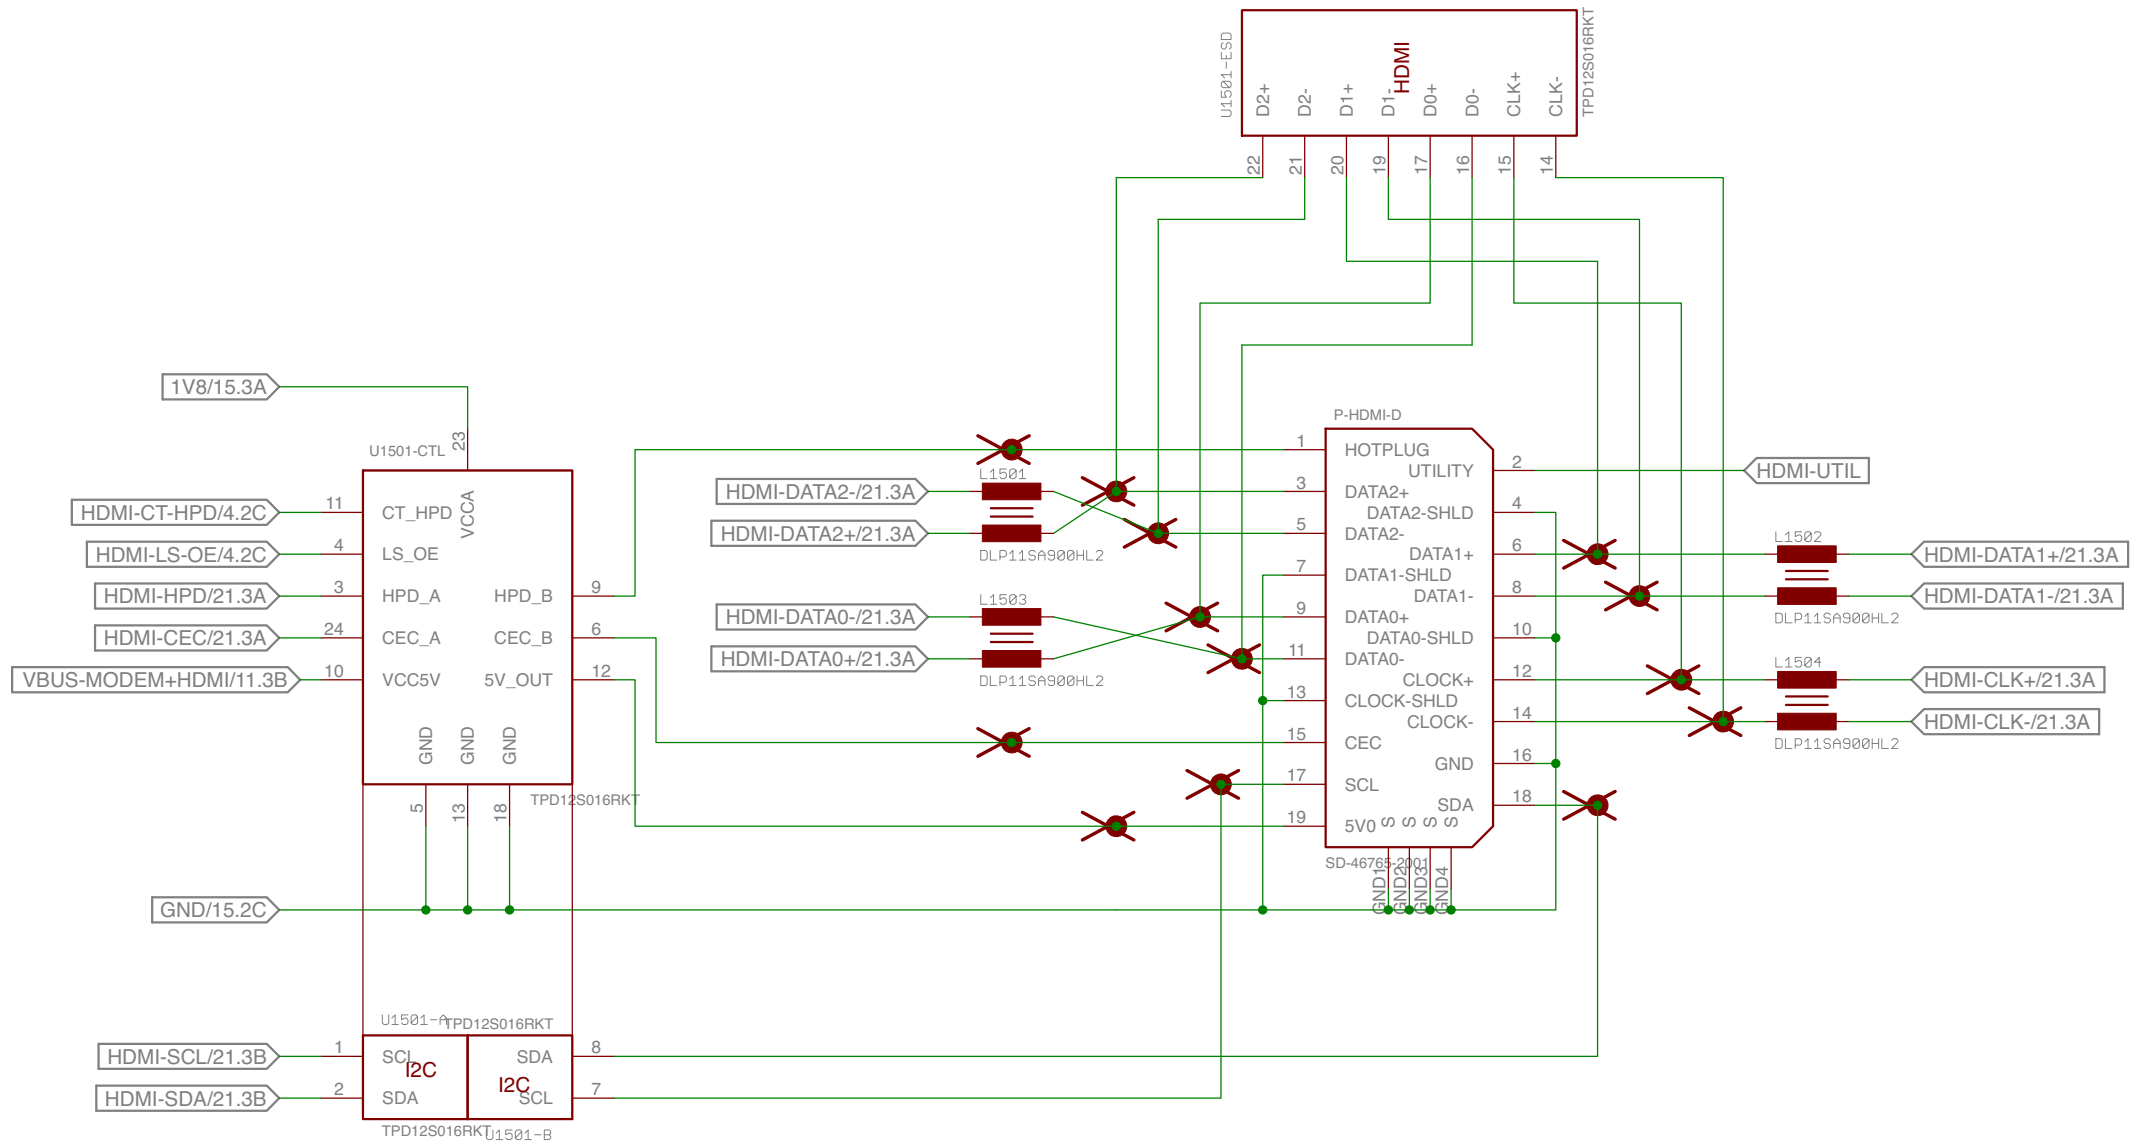 U1501-ESD
D2+
D2-
D1+
D1-
HDMI
D0+
D0-
CLK+
CLK-
TPD12S016RKT
22
21
20
19
17
16
15
14
1V8/15.3A
23
U1501-CTL
VCCA
HDMI-CT-HPD/4.2C
11
CT_HPD
HDMI-LS-OE/4.2C
4
LS_OE
HDMI-HPD/21.3A
3
HPD_A
HPD_B
9
HDMI-CEC/21.3A
24
CEC_A
CEC_B
6
VBUS-MODEM+HDMI/11.3B
10
VCC5V
5V_OUT
12
GND
GND
GND
5
13
18
TPD12S016RKT
GND/15.2C
U1501-A
TPD12S016RKT
HDMI-SCL/21.3B
1
SCL
I2C
SDA
8
HDMI-SDA/21.3B
2
SDA
I2C
SCL
7
TPD12S016RKT
U1501-B
L1501
HDMI-DATA2-/21.3A
HDMI-DATA2+/21.3A
DLP11SA900HL2
L1503
HDMI-DATA0-/21.3A
HDMI-DATA0+/21.3A
DLP11SA900HL2
P-HDMI-D
1
HOTPLUG
UTILITY
2
HDMI-UTIL
3
DATA2+
DATA2-SHLD
4
5
DATA2-
DATA1+
6
7
DATA1-SHLD
DATA1-
8
9
DATA0+
DATA0-SHLD
10
11
DATA0-
CLOCK+
12
13
CLOCK-SHLD
CLOCK-
14
15
CEC
GND
16
17
SCL
SDA
18
19
5V0
S
S
S
S
SD-46765-2001
GND1
GND2
GND3
GND4
L1502
HDMI-DATA1+/21.3A
HDMI-DATA1-/21.3A
DLP11SA900HL2
L1504
HDMI-CLK+/21.3A
HDMI-CLK-/21.3A
DLP11SA900HL2